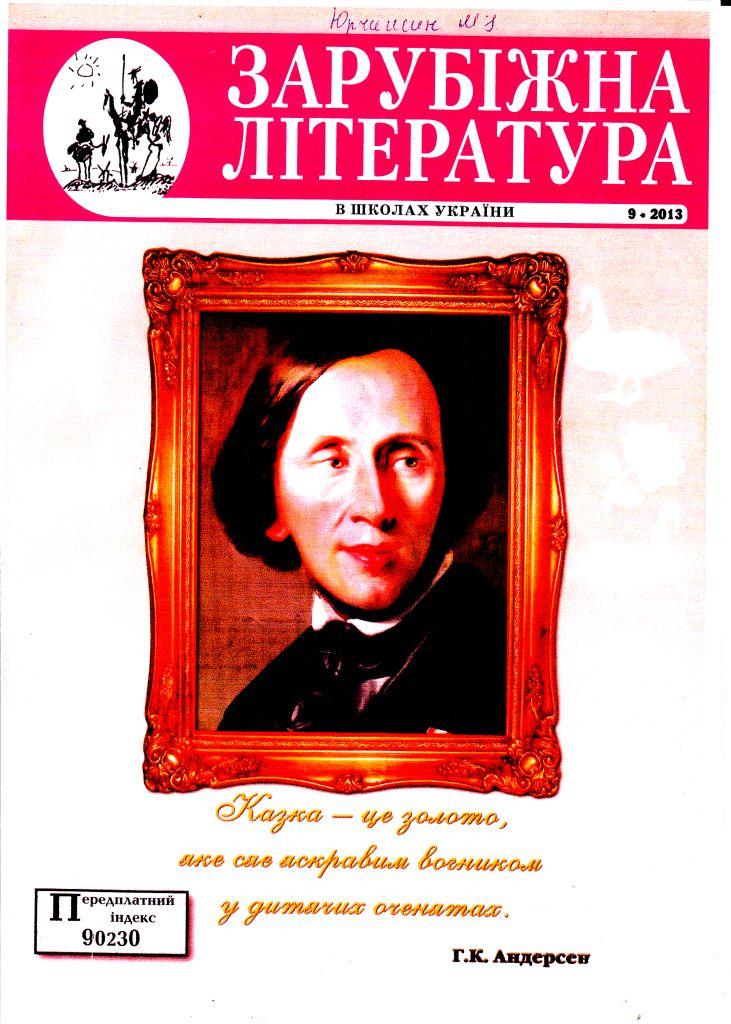 Юрчишин М'я
ЗАРУБІЖНА
ЛІТЕРАТУРА
В ШКОЛАХ УКРАЇНИ
9 • 2013
Казка – це золото,
яке сяє яскравим вогником
у дитячих оченятах.
Передплатний
індекс
90230
Г.К. Андерсен